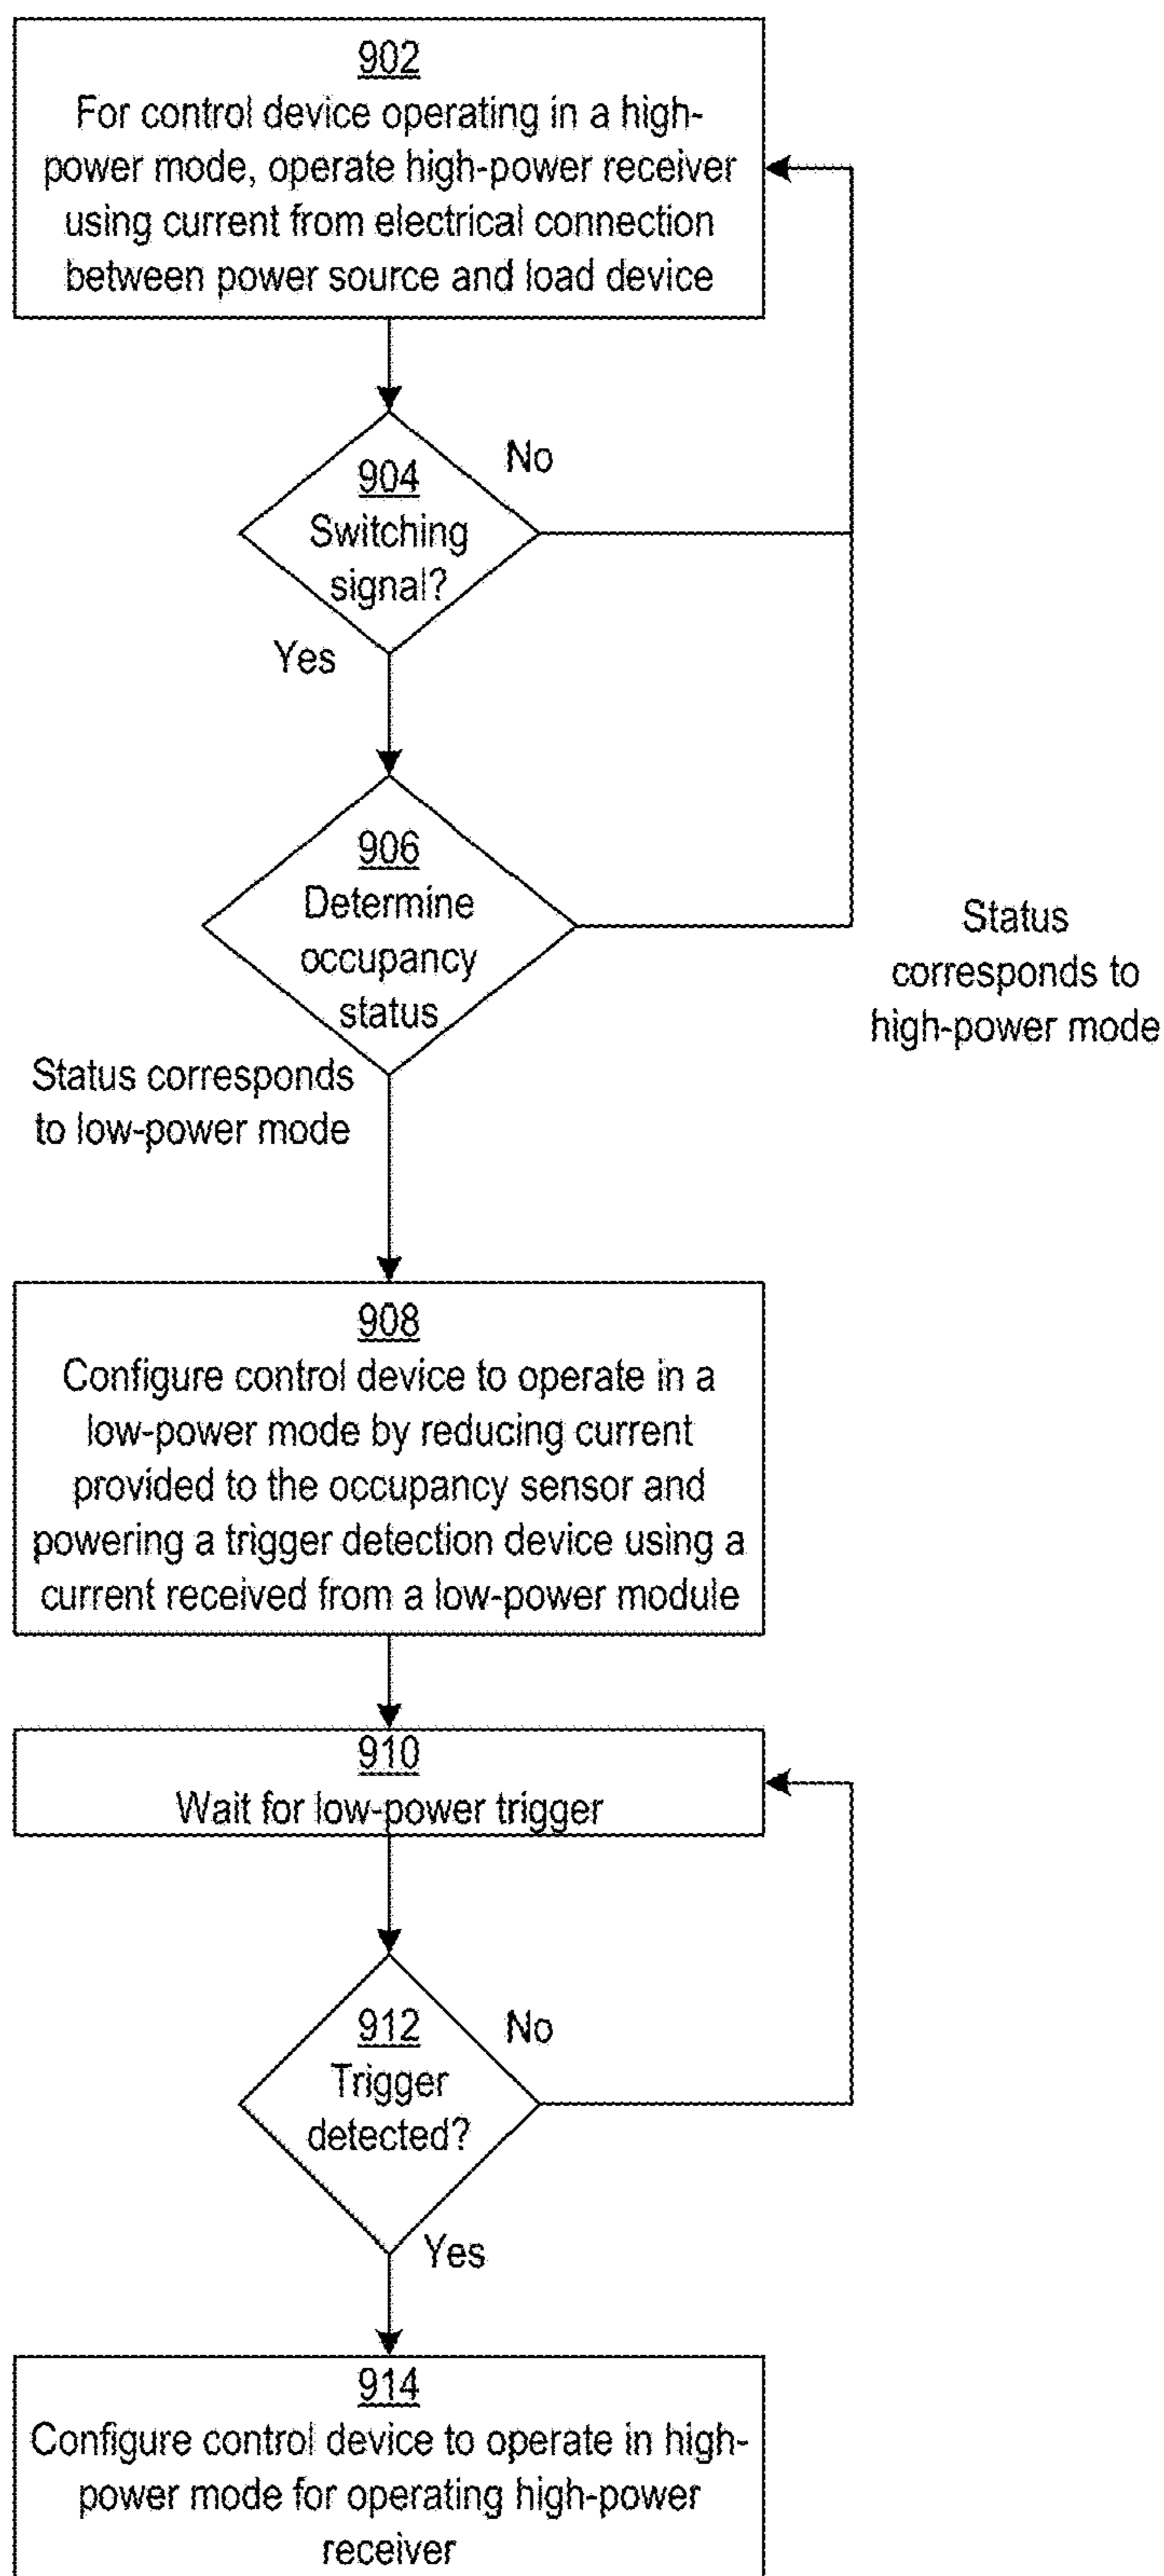 902
For control device operating in a high-
power mode, operate high-power receiver
using current from electrical connection
between power source and load device
904
Switching
signal?
No
Yes
906
Determine
occupancy
status
Status
corresponds to
high-power mode
Status corresponds
to low-power mode
908
Configure control device to operate in a
low-power mode by reducing current
provided to the occupancy sensor and
powering a trigger detection device using a
current received from a low-power module
910
Wait for low-power trigger
912
Trigger
detected?
No
Yes
914
Configure control device to operate in high-
power mode for operating high-power
receiver